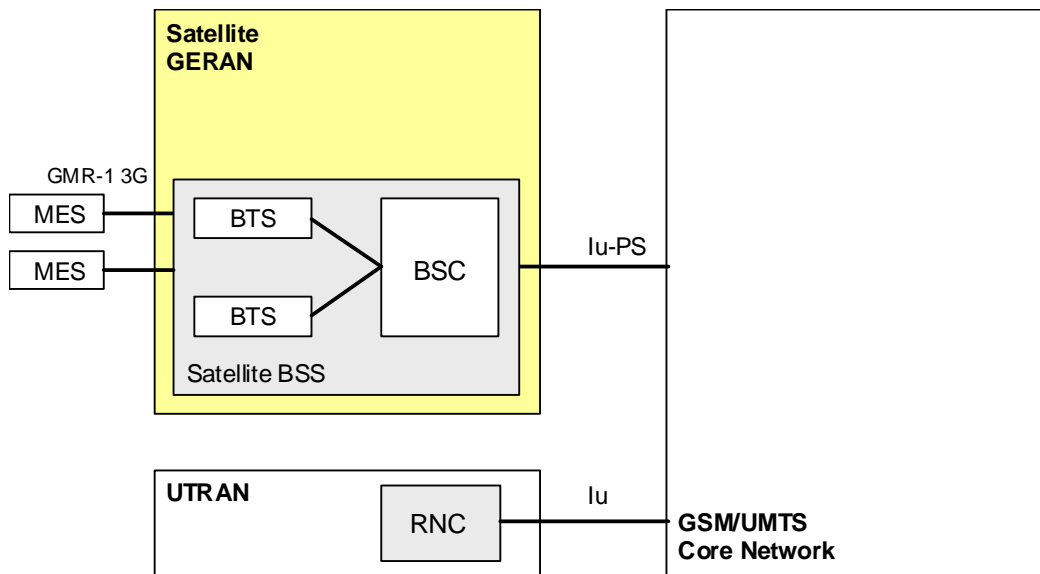 Satellite
GERAN
GMR-1 3G
MES
MES
BTS
BTS
BSC
Satellite BSS
Iu-PS
UTRAN
RNC
Iu
GSM/UMTS
Core Network